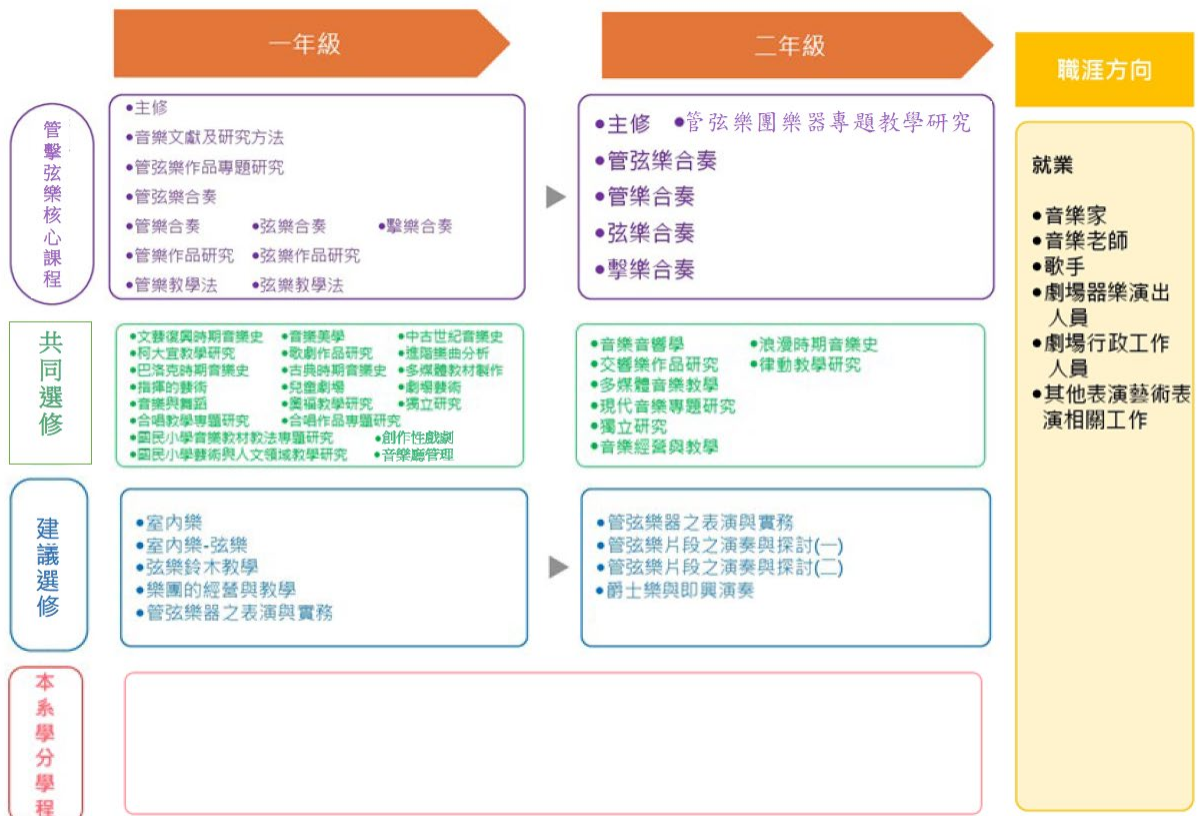 一年級
二年級
職涯方向
管擊弦樂核心課程
•主修
•音樂文獻及研究方法
•管弦樂作品專題研究
•管弦樂合奏
•管樂合奏 •弦樂合奏 •擊樂合奏
•管樂作品研究 •弦樂作品研究
•管樂教學法 •弦樂教學法
•主修 •管弦樂團樂器專題教學研究
•管弦樂合奏
•管樂合奏
•弦樂合奏
•擊樂合奏
共同選修
•文藝復興時期音樂史 •音樂美學 •中古世紀音樂史
•柯大宜教學研究 •歌劇作品研究 •進階樂曲分析
•巴洛克時期音樂史 •古典時期音樂史 •多媒體教材製作
•指揮的藝術 •兒童劇場 •劇場藝術
•音樂與舞蹈 •奧福教學研究 •獨立研究
•合唱教學專題研究 •合唱作品專題研究
•國民小學音樂教材教法專題研究 •創作性戲劇
•國民小學藝術與人文領域教學研究 •音樂廳管理
•音樂音響學 •浪漫時期音樂史
•交響樂作品研究 •律動教學研究
•多媒體音樂教學
•現代音樂專題研究
•獨立研究
•音樂經營與教學
建議選修
•室內樂
•室內樂-弦樂
•弦樂鈴木教學
•樂團的經營與教學
•管弦樂器之表演與實務
•管弦樂器之表演與實務
•管弦樂片段之演奏與探討(一)
•管弦樂片段之演奏與探討(二)
•爵士樂與即興演奏
本系學分學程
就業
•音樂家
•音樂老師
•歌手
•劇場器樂演出
人員
•劇場行政工作
人員
•其他表演藝術表
演相關工作